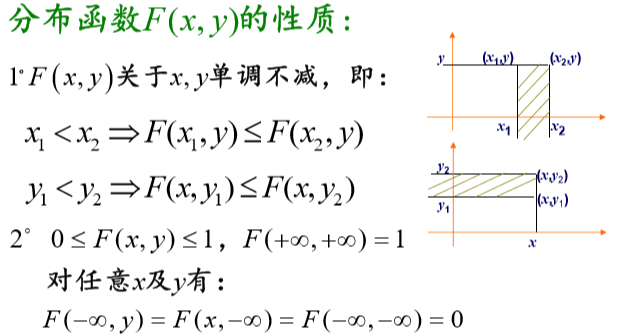 分布函数F(x, y)的性质：
1° F(x, y)关于x, y单调不减，即：
x₁ < x₂ ⇒ F(x₁, y) ≤ F(x₂, y)
y₁ < y₂ ⇒ F(x, y₁) ≤ F(x, y₂)
2° 0 ≤ F(x, y) ≤ 1，F(+∞, +∞) = 1
对任意x及y有：
F(−∞, y) = F(x, −∞) = F(−∞, −∞) = 0
y (x₁,y) (x₂,y)
x₁ x₂
y₂ (x,y₂)
y₁ (x,y₁)
x